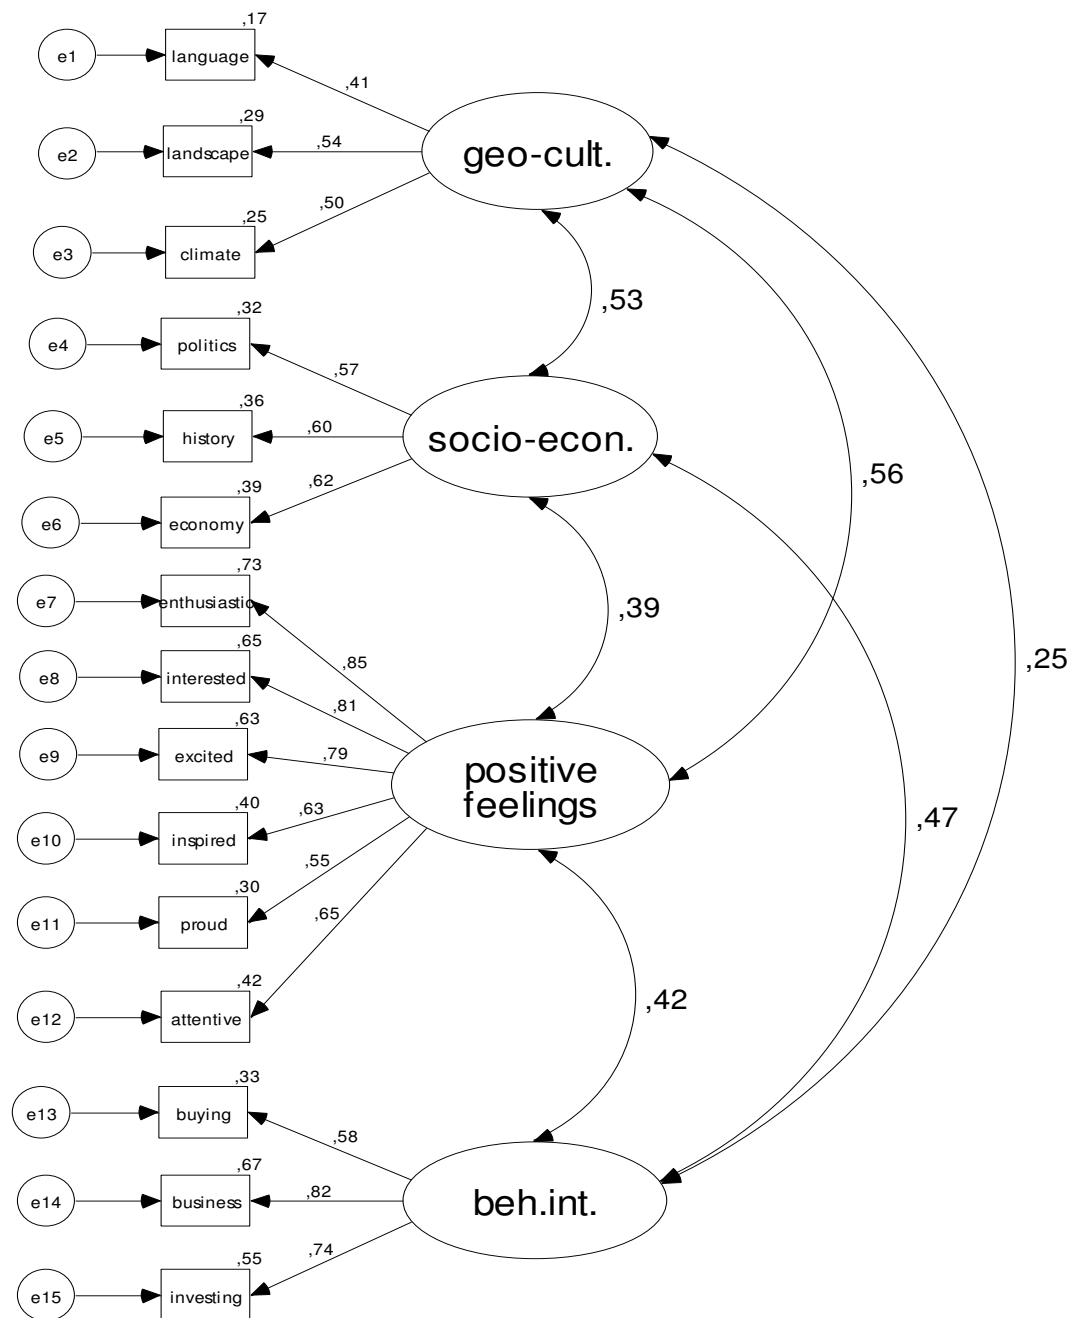 ,17
e1
language
,41
,29
e2
landscape
,54
geo-cult.
,50
,25
e3
climate
,53
,32
e4
politics
,57
,36
e5
history
,60
socio-econ.
,56
,62
,39
e6
economy
,73
e7
enthusiastic
,39
,65
e8
interested
,85
,25
,81
,63
e9
excited
,79
positive
feelings
,40
e10
inspired
,63
,47
,55
,30
e11
proud
,65
,42
e12
attentive
,42
,33
e13
buying
,58
,67
e14
business
,82
beh.int.
,74
,55
e15
investing